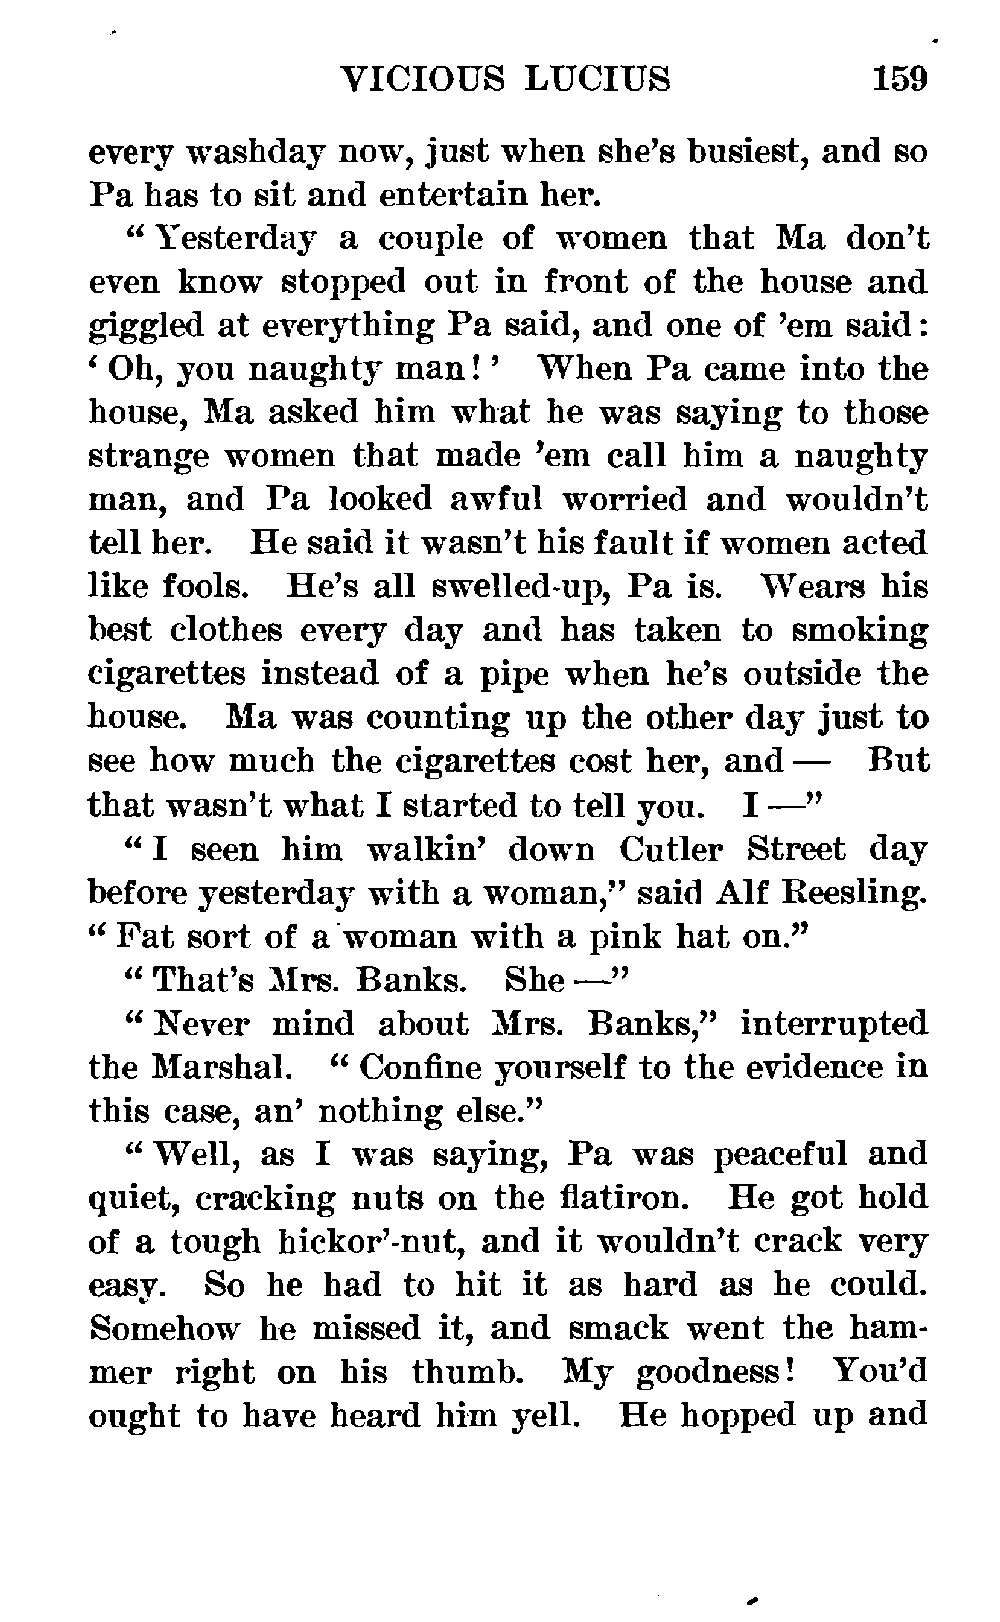 VICIOUS LUCIUS 159
every washday now, just when she's busiest, and so
Pa has to sit and entertain her.
“ Yesterday a couple of women that Ma don't
even know stopped out in front of the house and
giggled at everything Pa said, and one of 'em said:
‘ Oh, you naughty man! ’ When Pa came into the
house, Ma asked him what he was saying to those
strange women that made 'em call him a naughty
man, and Pa looked awful worried and wouldn't
tell her. He said it wasn't his fault if women acted
like fools. He's all swelled-up, Pa is. Wears his
best clothes every day and has taken to smoking
cigarettes instead of a pipe when he's outside the
house. Ma was counting up the other day just to
see how much the cigarettes cost her, and — But
that wasn't what I started to tell you. I —”
“ I seen him walkin' down Cutler Street day
before yesterday with a woman,” said Alf Reesling.
“ Fat sort of a woman with a pink hat on.”
“ That's Mrs. Banks. She —”
“ Never mind about Mrs. Banks,” interrupted
the Marshal. “ Confine yourself to the evidence in
this case, an' nothing else.”
“ Well, as I was saying, Pa was peaceful and
quiet, cracking nuts on the flatiron. He got hold
of a tough hickor'-nut, and it wouldn't crack very
easy. So he had to hit it as hard as he could.
Somehow he missed it, and smack went the ham-
mer right on his thumb. My goodness! You'd
ought to have heard him yell. He hopped up and